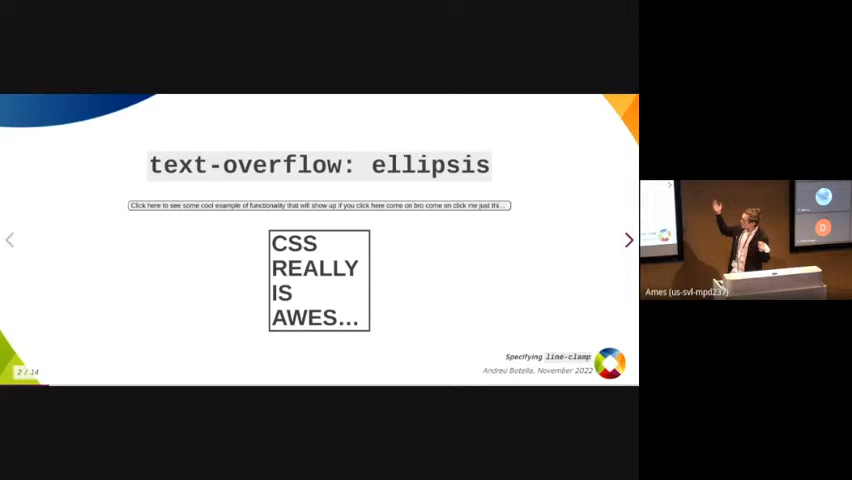 text-overflow: ellipsis
Click here to see some cool example of functionality that will show up if you click here come on bro come on click me just thi...
CSS
REALLY
IS
AWES...
Specifying line-clamp
Andreu Botella, November 2022
2 / 14
Ames (us-svl-mpd237)
D